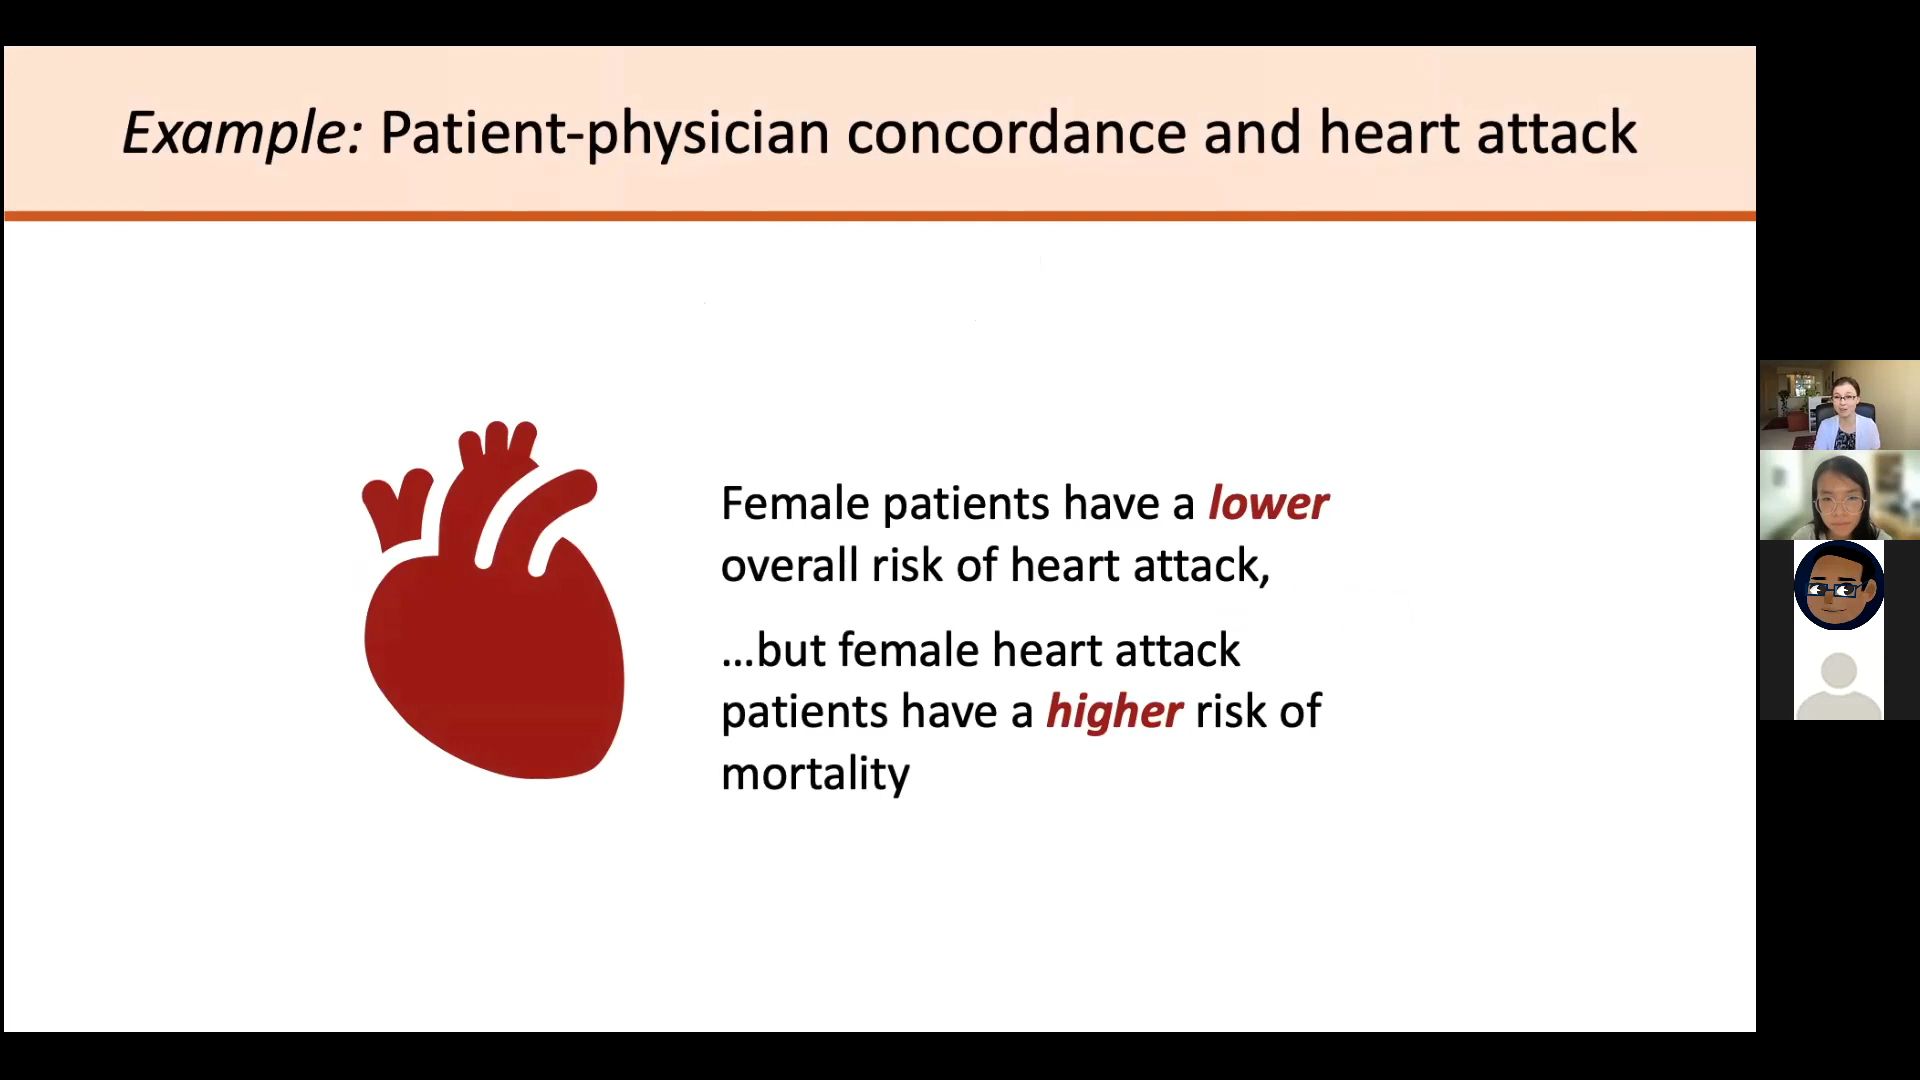 Example: Patient-physician concordance and heart attack
Female patients have a lower
overall risk of heart attack,
...but female heart attack
patients have a higher risk of
mortality